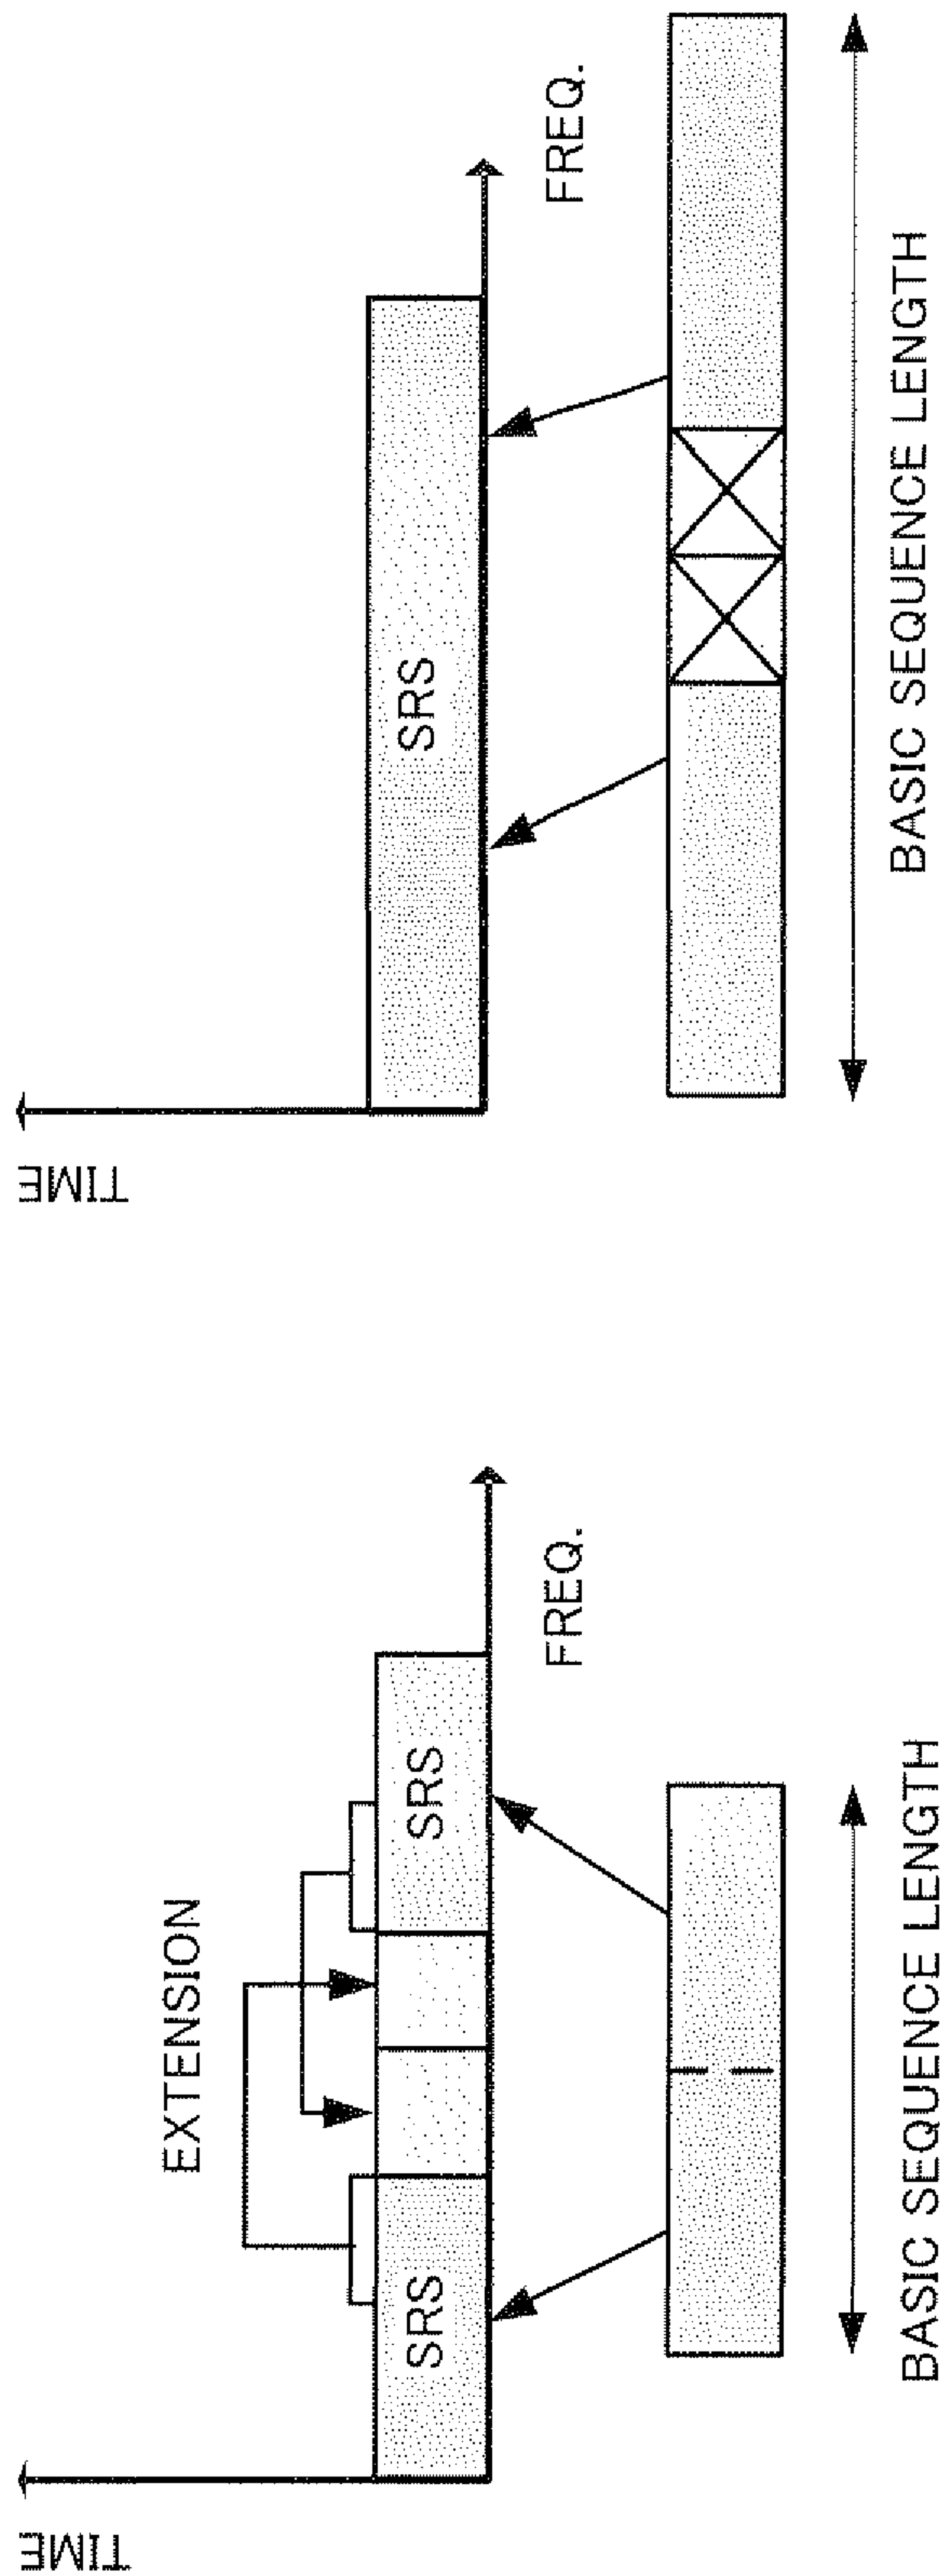 TIME
EXTENSION
SRS
SRS
FREQ.
BASIC SEQUENCE LENGTH
TIME
SRS
FREQ.
BASIC SEQUENCE LENGTH